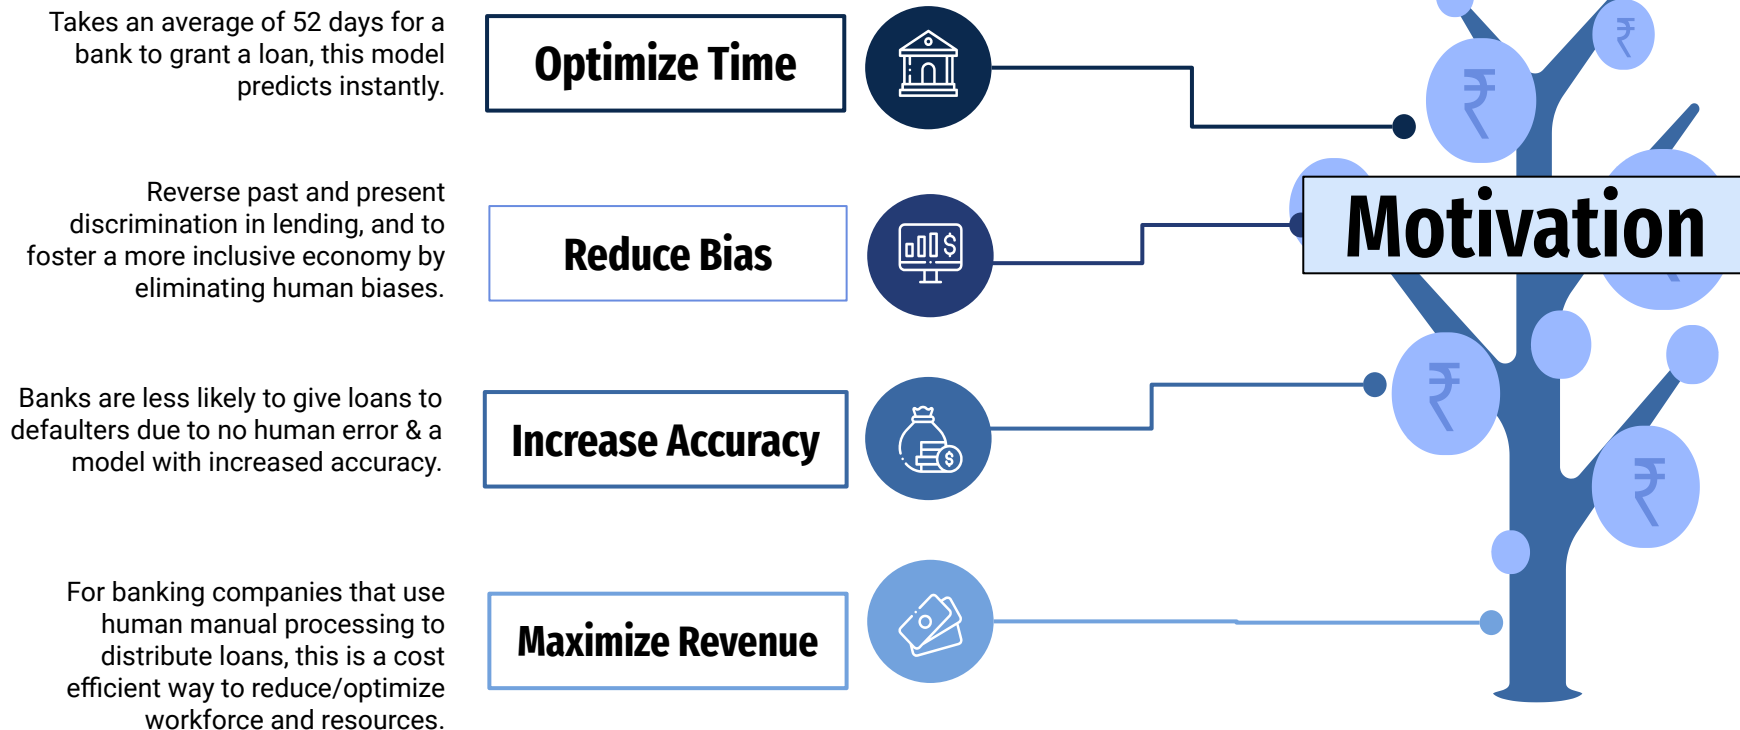 Takes an average of 52 days for a
bank to grant a loan, this model
predicts instantly.
Optimize Time
₹
₹
Reverse past and present
discrimination in lending, and to
foster a more inclusive economy by
eliminating human biases.
Reduce Bias
$
Motivation
Banks are less likely to give loans to
defaulters due to no human error & a
model with increased accuracy.
Increase Accuracy
$
₹
₹
For banking companies that use
human manual processing to
distribute loans, this is a cost
efficient way to reduce/optimize
workforce and resources.
Maximize Revenue